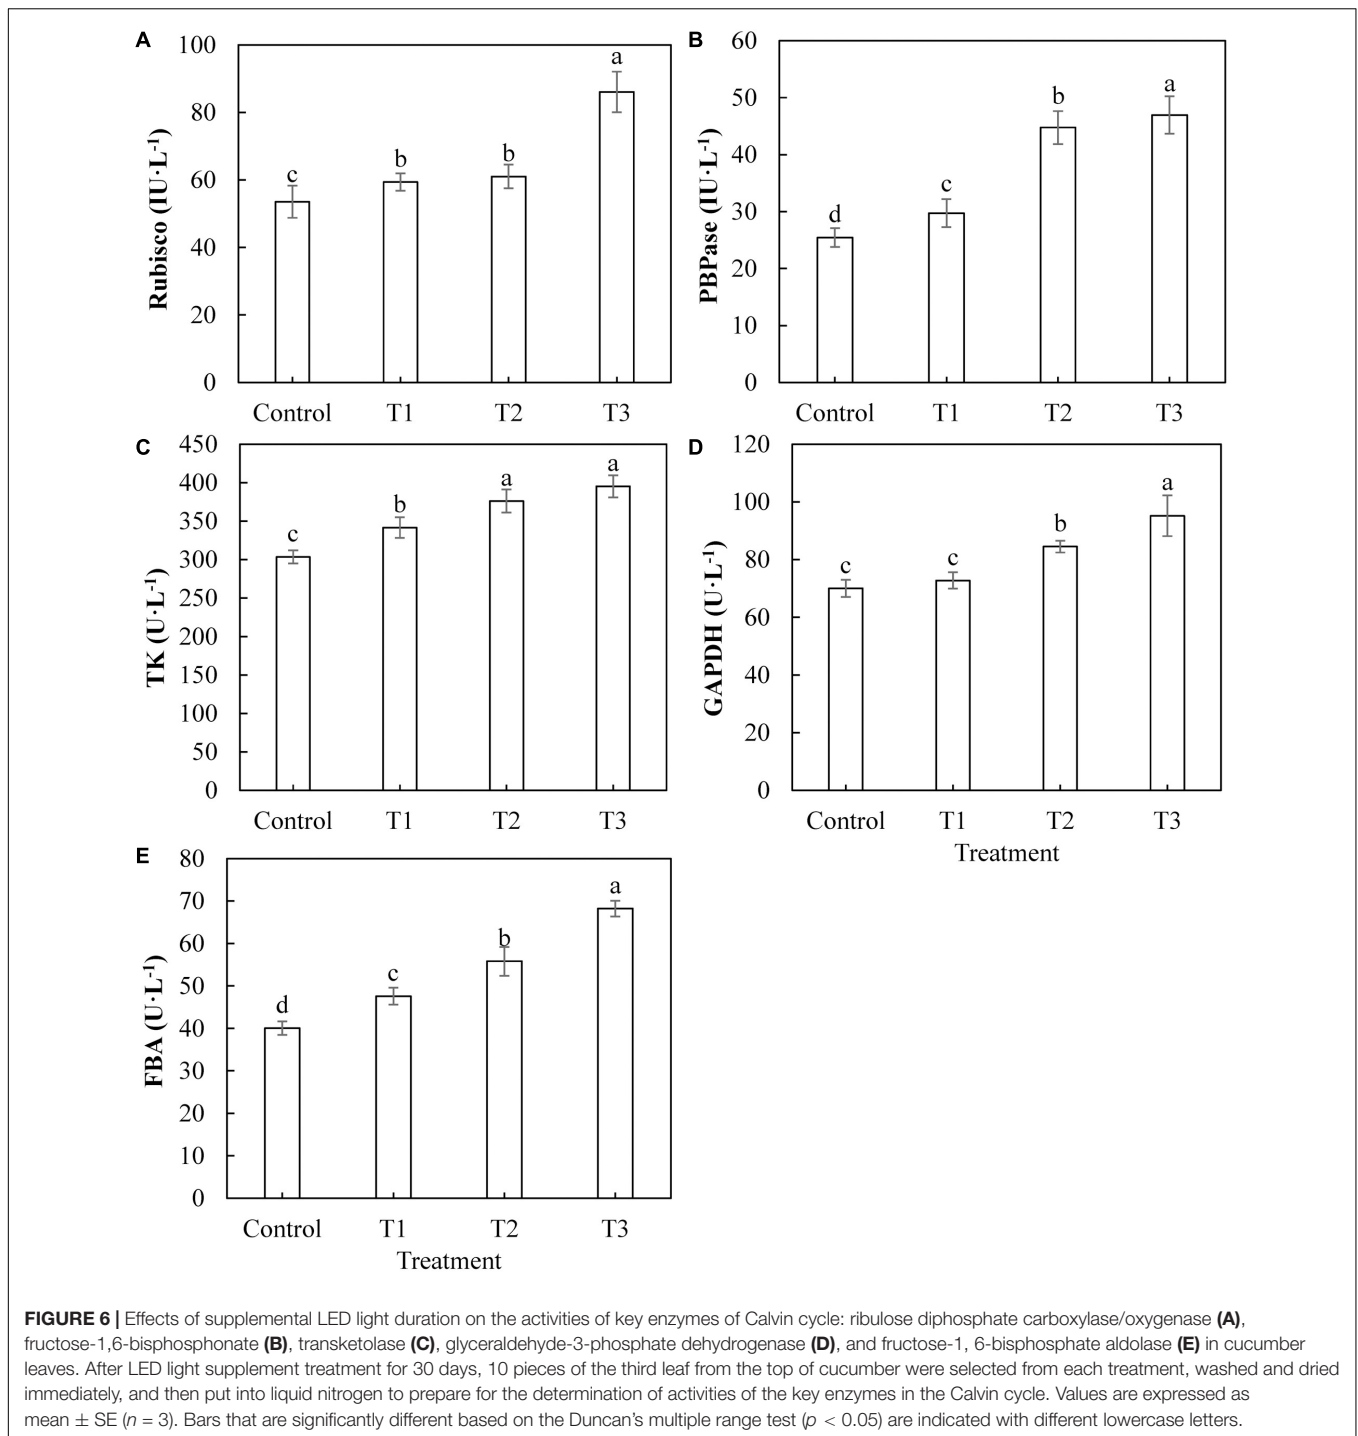 A
100
80
60
40
20
0
Rubisco (IU·L-1)
c
b
b
a
Control T1 T2 T3
B
60
50
40
30
20
10
0
PBPase (IU·L-1)
d
c
b
a
Control T1 T2 T3
C
450
400
350
300
250
200
150
100
50
0
TK (U·L-1)
c
b
a
a
Control T1 T2 T3
D
120
100
80
60
40
20
0
GAPDH (U·L-1)
c
c
b
a
Control T1 T2 T3
Treatment
E
80
70
60
50
40
30
20
10
0
FBA (U·L-1)
d
c
b
a
Control T1 T2 T3
Treatment
FIGURE 6 | Effects of supplemental LED light duration on the activities of key enzymes of Calvin cycle: ribulose diphosphate carboxylase/oxygenase (A),
fructose-1,6-bisphosphonate (B), transketolase (C), glyceraldehyde-3-phosphate dehydrogenase (D), and fructose-1, 6-bisphosphate aldolase (E) in cucumber
leaves. After LED light supplement treatment for 30 days, 10 pieces of the third leaf from the top of cucumber were selected from each treatment, washed and dried
immediately, and then put into liquid nitrogen to prepare for the determination of activities of the key enzymes in the Calvin cycle. Values are expressed as
mean ± SE (n = 3). Bars that are significantly different based on the Duncan's multiple range test (p < 0.05) are indicated with different lowercase letters.